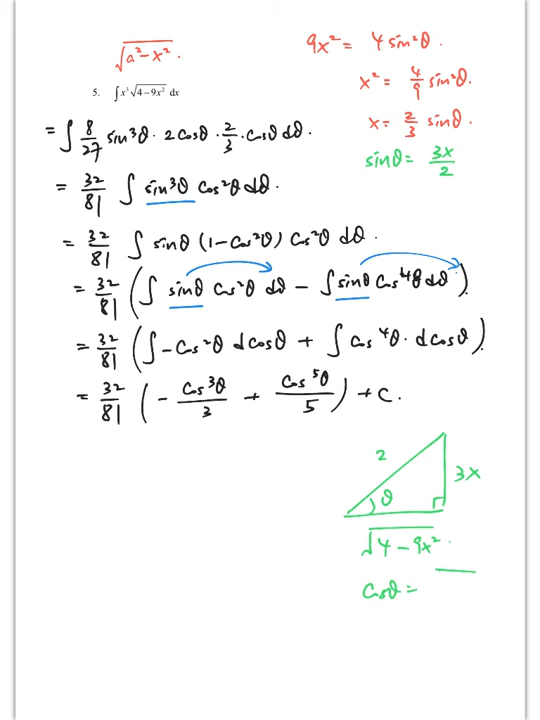 √(a²-x²).
9x² = 4 sin²θ.
x² = 4/9 sin²θ.
5. ∫x³√(4-9x²) dx
x = 2/3 sinθ.
= ∫ 8/27 sin³θ · 2cosθ · 2/3 · cosθ dθ.
sinθ = 3x/2
= 32/81 ∫ sin³θ cos²θ dθ.
= 32/81 ∫ sinθ (1-cos²θ) cos²θ dθ.
= 32/81 (∫ sinθ cos²θ dθ - ∫ sinθ cos⁴θ dθ).
= 32/81 (∫ -cos²θ dcosθ + ∫ cos⁴θ · dcosθ)
= 32/81 (- cos³θ/3 + cos⁵θ/5) + C.
2
3x
θ
√(4-9x²).
cosθ =